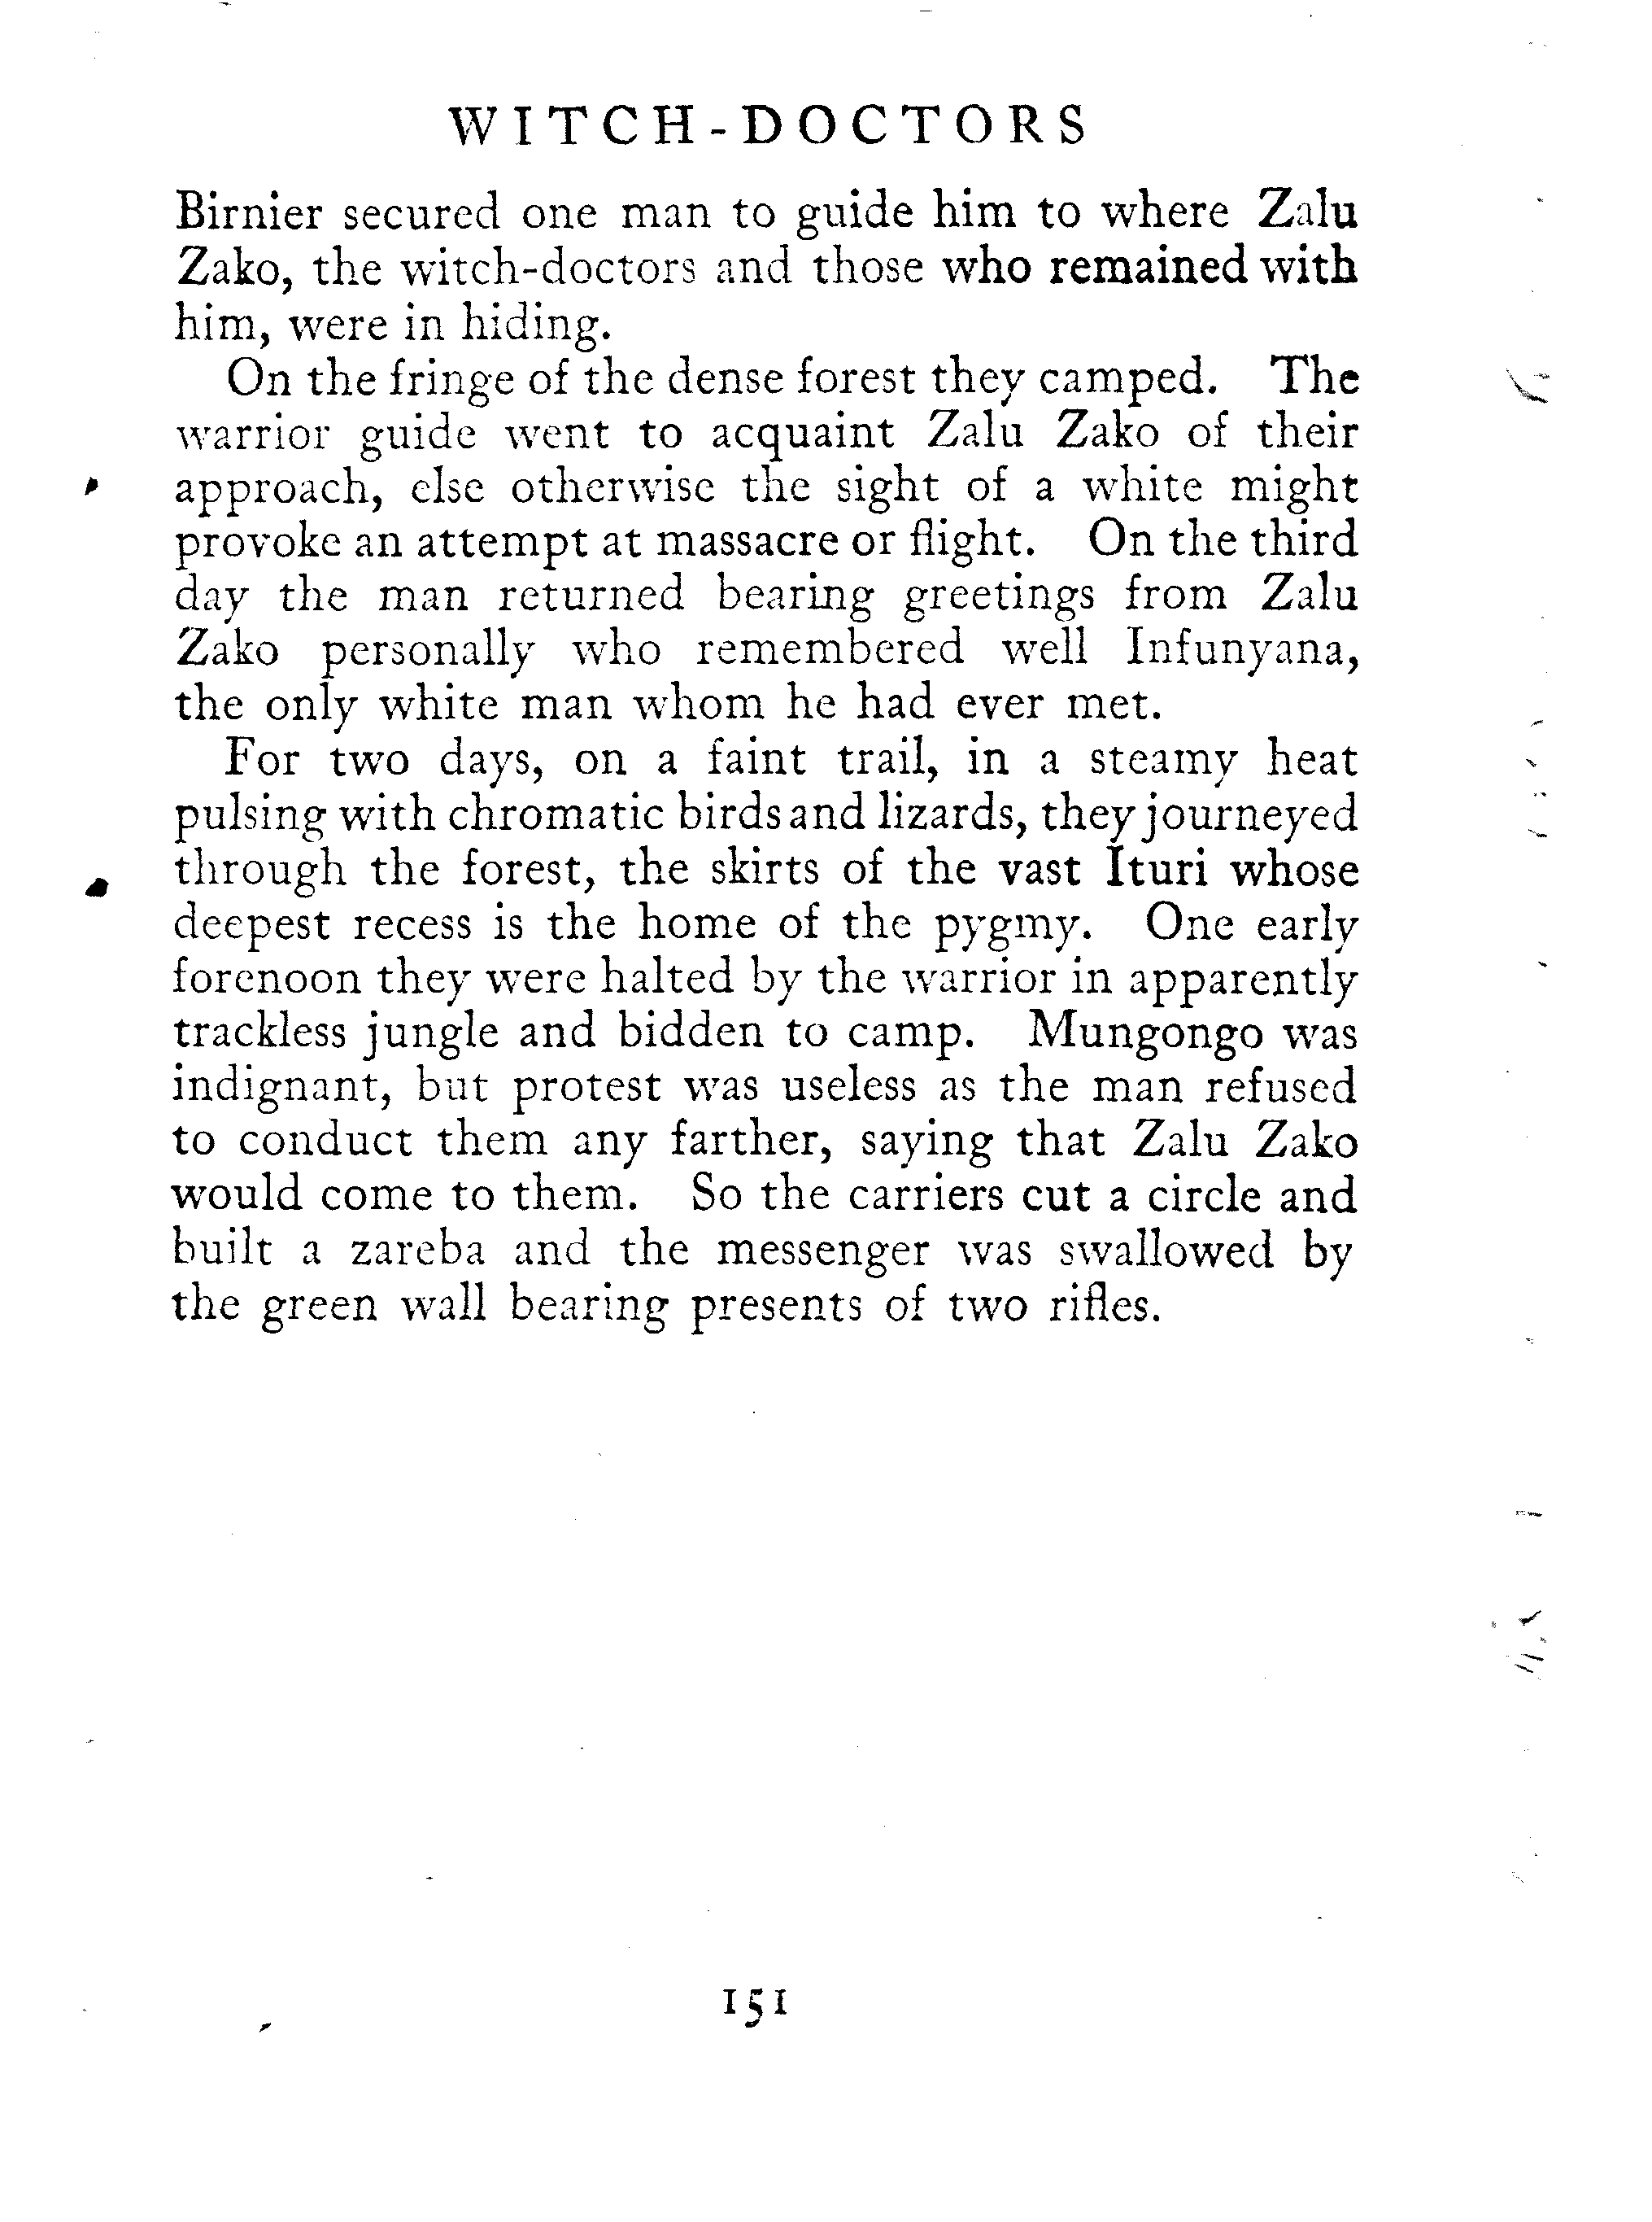 WITCH-DOCTORS
Birnier secured one man to guide him to where Zalu
Zako, the witch-doctors and those who remained with
him, were in hiding.
On the fringe of the dense forest they camped. The
warrior guide went to acquaint Zalu Zako of their
approach, else otherwise the sight of a white might
provoke an attempt at massacre or flight. On the third
day the man returned bearing greetings from Zalu
Zako personally who remembered well Infunyana,
the only white man whom he had ever met.
For two days, on a faint trail, in a steamy heat
pulsing with chromatic birds and lizards, they journeyed
through the forest, the skirts of the vast Ituri whose
deepest recess is the home of the pygmy. One early
forenoon they were halted by the warrior in apparently
trackless jungle and bidden to camp. Mungongo was
indignant, but protest was useless as the man refused
to conduct them any farther, saying that Zalu Zako
would come to them. So the carriers cut a circle and
built a zareba and the messenger was swallowed by
the green wall bearing presents of two rifles.
151